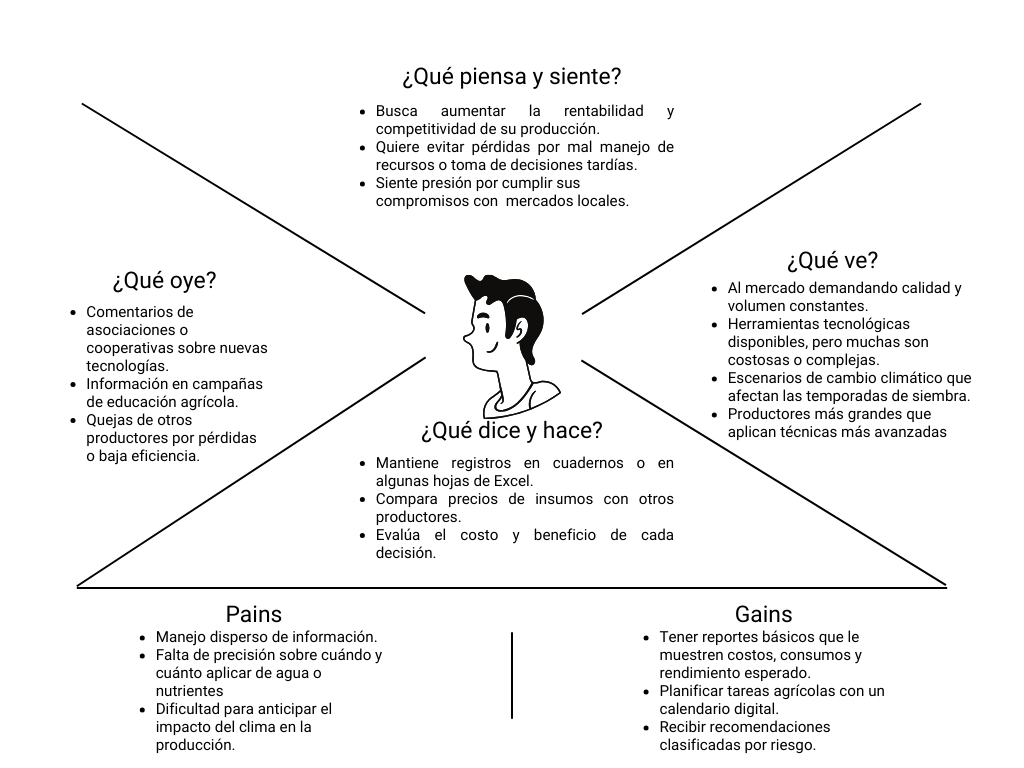 ¿Qué piensa y siente?
Busca aumentar la rentabilidad y
competitividad de su producción.
Quiere evitar pérdidas por mal manejo de
recursos o toma de decisiones tardías.
Siente presión por cumplir sus
compromisos con mercados locales.
¿Qué oye?
Comentarios de
asociaciones o
cooperativas sobre nuevas
tecnologías.
Información en campañas
de educación agrícola.
Quejas de otros
productores por pérdidas
o baja eficiencia.
¿Qué ve?
Al mercado demandando calidad y
volumen constantes.
Herramientas tecnológicas
disponibles, pero muchas son
costosas o complejas.
Escenarios de cambio climático que
afectan las temporadas de siembra.
Productores más grandes que
aplican técnicas más avanzadas
¿Qué dice y hace?
Mantiene registros en cuadernos o en
algunas hojas de Excel.
Compara precios de insumos con otros
productores.
Evalúa el costo y beneficio de cada
decisión.
Pains
Manejo disperso de información.
Falta de precisión sobre cuándo y
cuánto aplicar de agua o
nutrientes
Dificultad para anticipar el
impacto del clima en la
producción.
Gains
Tener reportes básicos que le
muestren costos, consumos y
rendimiento esperado.
Planificar tareas agrícolas con un
calendario digital.
Recibir recomendaciones
clasificadas por riesgo.